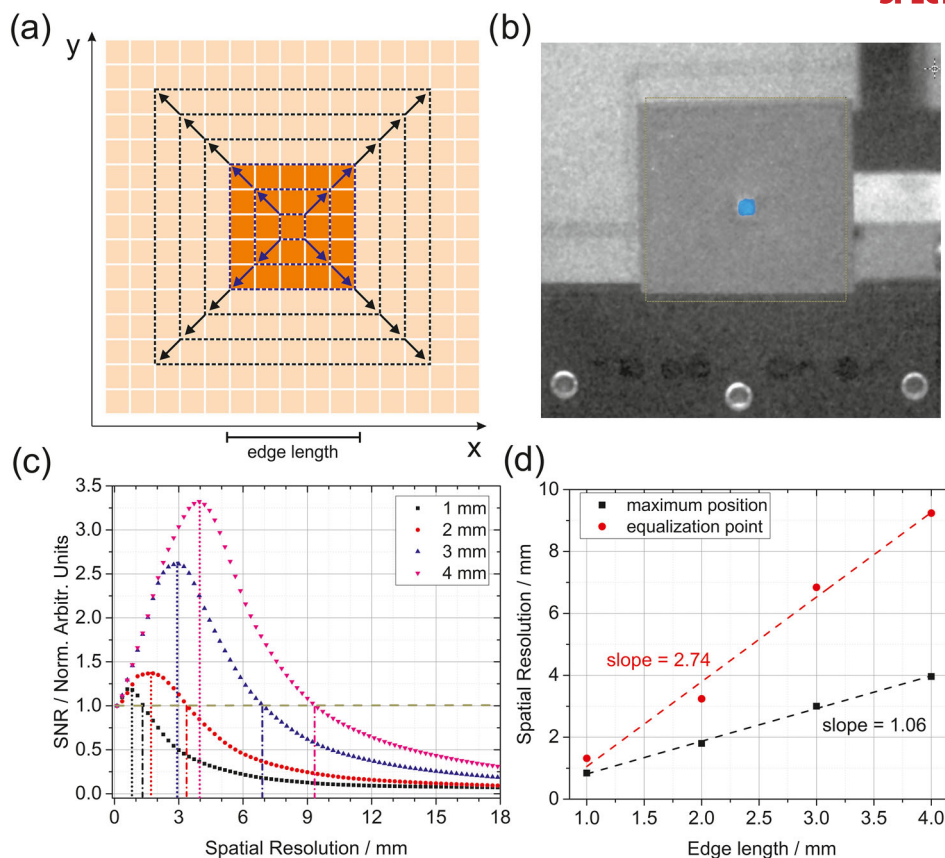 (a)
y
x
edge length
(b)
(c)
SNR / Norm. Arbitr. Units
3.5
3.0
2.5
2.0
1.5
1.0
0.5
0.0
1 mm
2 mm
3 mm
4 mm
0 3 6 9 12 15 18
Spatial Resolution / mm
(d)
Spatial Resolution / mm
10
8
6
4
2
0
maximum position
equalization point
slope = 2.74
slope = 1.06
1.0 1.5 2.0 2.5 3.0 3.5 4.0
Edge length / mm